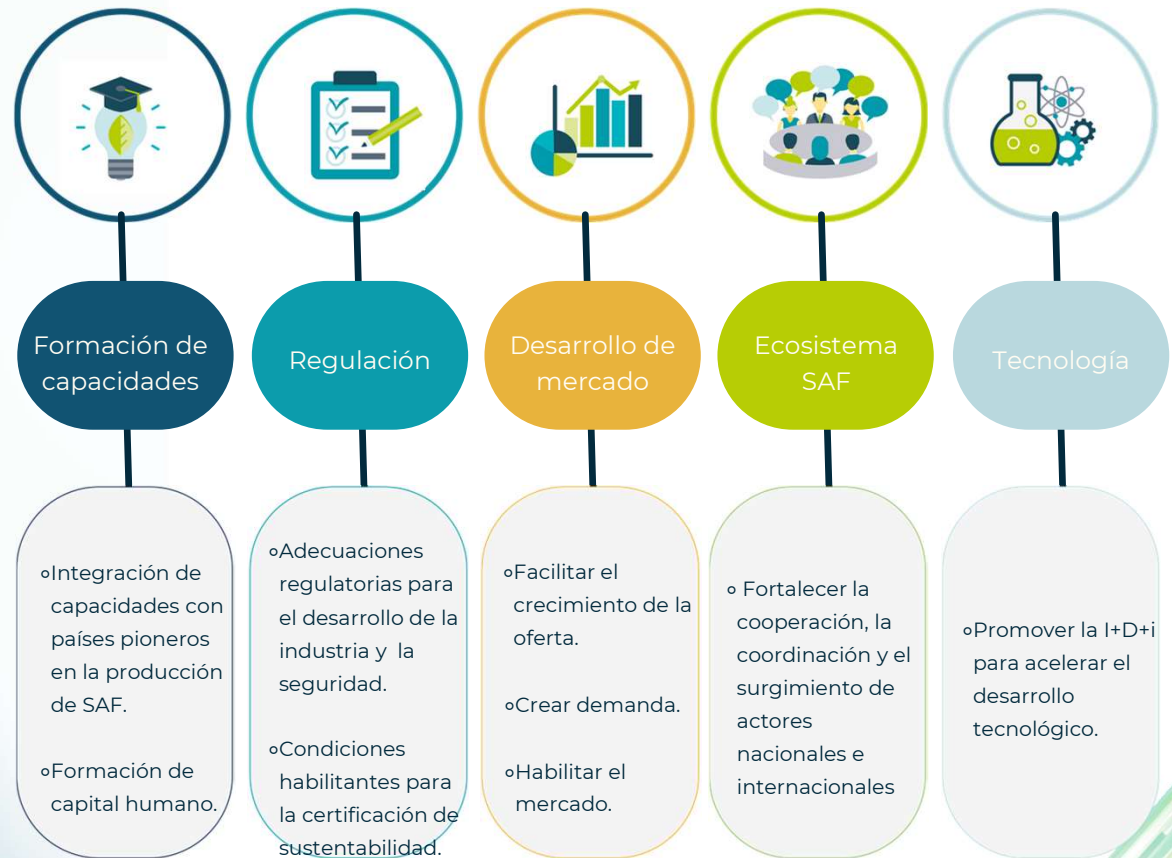 Formación de
capacidades
Regulación
Desarrollo de
mercado
Ecosistema
SAF
Tecnología
∘Integración de
capacidades con
países pioneros
en la producción
de SAF.
∘Formación de
capital humano.
∘Adecuaciones
regulatorias para
el desarrollo de la
industria y la
seguridad.
∘Condiciones
habilitantes para
la certificación de
sustentabilidad.
∘Facilitar el
crecimiento de la
oferta.
∘Crear demanda.
∘Habilitar el
mercado.
∘ Fortalecer la
cooperación, la
coordinación y el
surgimiento de
actores
nacionales e
internacionales
∘Promover la I+D+i
para acelerar el
desarrollo
tecnológico.